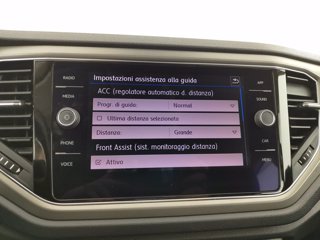 Impostazioni assistenza alla guida
RADIO
MEDIA
PHONE
VOICE
ACC (regolatore automatico d. distanza)
Progr. di guida: Normal
Ultima distanza selezionata
Distanza: Grande
Front Assist (sist. monitoraggio distanza)
Attivo
APP
SOUND
CAR
MENU